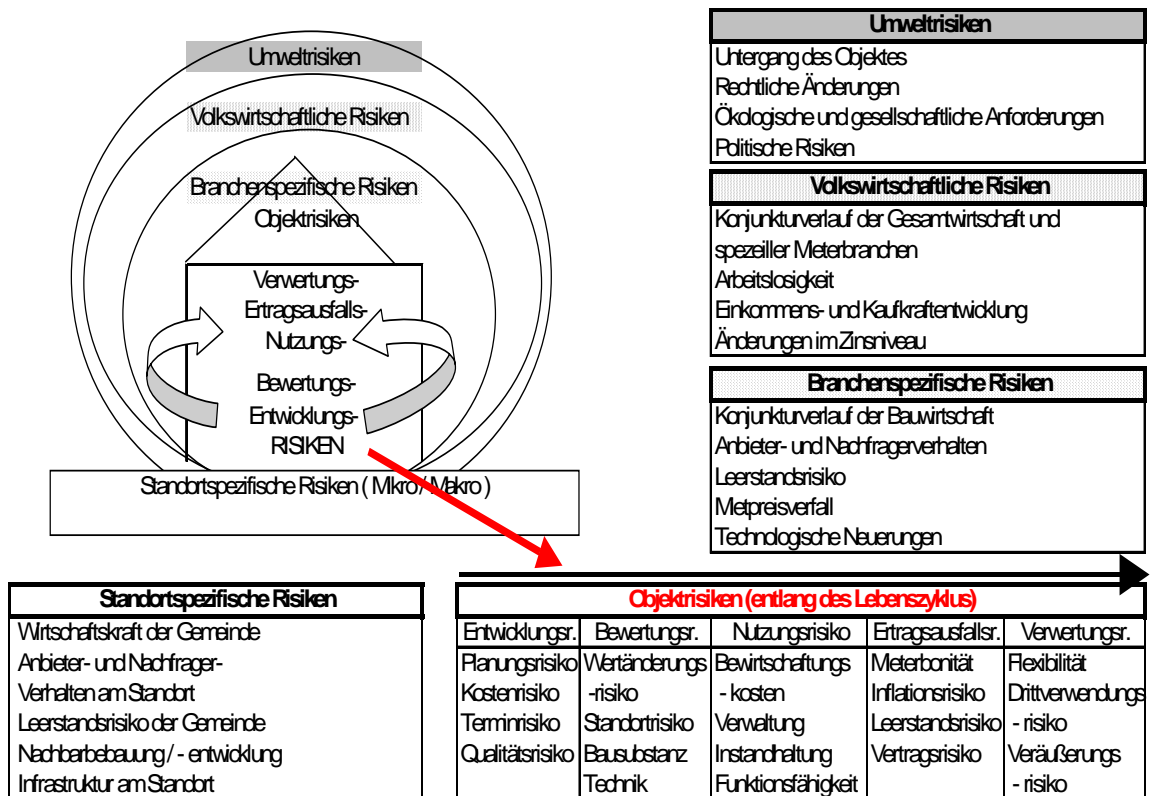 Umweltrisiken
Volkswirtschaftliche Risiken
Branchenspezifische Risiken
Objektrisiken
Verwertungs-
Ertragsausfalls-
Nutzungs-
Bewertungs-
Entwicklungs-
RISIKEN
Standortspezifische Risiken ( Mikro / Makro )
Umweltrisiken
Untergang des Objektes
Rechtliche Änderungen
Ökologische und gesellschaftliche Anforderungen
Politische Risiken
Volkswirtschaftliche Risiken
Konjunkturverlauf der Gesamtwirtschaft und
spezeiller Mieterbranchen
Arbeitslosigkeit
Einkommens- und Kaufkraftentwicklung
Änderungen im Zinsniveau
Branchenspezifische Risiken
Konjunkturverlauf der Bauwirtschaft
Anbieter- und Nachfragerverhalten
Leerstandsrisiko
Mietpreisverfall
Technologische Neuerungen
Standortspezifische Risiken
Wirtschaftskraft der Gemeinde
Anbieter- und Nachfrager-
Verhalten am Standort
Leerstandsrisiko der Gemeinde
Nachbarbebauung / - entwicklung
Infrastruktur am Standort
Objektrisiken (entlang des Lebenszyklus)
Entwicklungsr.
Planungsrisiko
Kostenrisiko
Terminrisiko
Qualitätsrisiko
Bewertungsr.
Wertänderungs
-risiko
Standortrisiko
Bausubstanz
Technik
Nutzungsrisiko
Bewirtschaftungs
- kosten
Verwaltung
Instandhaltung
Funktionsfähigkeit
Ertragsausfallsr.
Mieterbonität
Inflationsrisiko
Leerstandsrisiko
Vertragsrisiko
Verwertungsr.
Flexibilität
Drittverwendungs
- risiko
Veräußerungs
- risiko